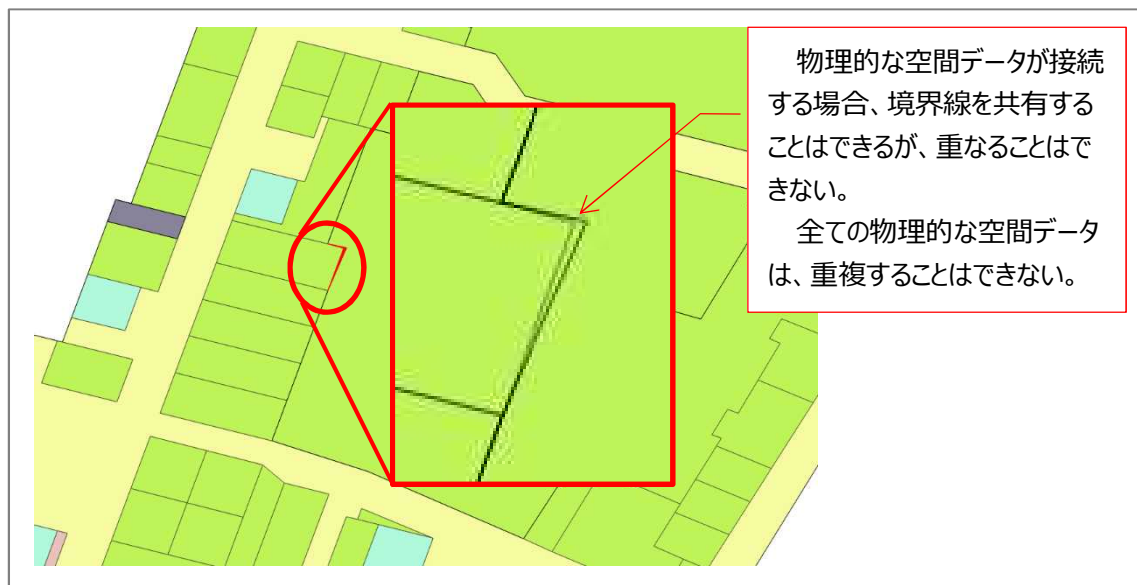 物理的な空間データが接続
する場合、境界線を共有する
ことはできるが、重なることはで
きない。
全ての物理的な空間データ
は、重複することはできない。